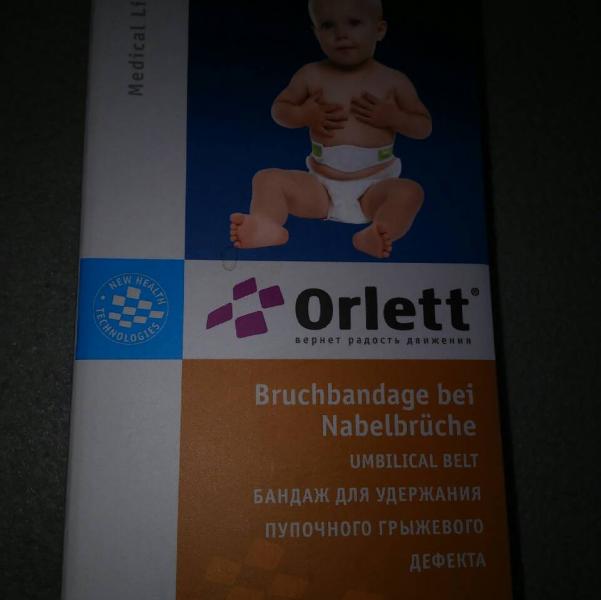 Medical
NEW HEALTH
TECHNOLOGIES
Orlett®
вернет радость движения
Bruchbandage bei
Nabelbrüche
UMBILICAL BELT
БАНДАЖ ДЛЯ УДЕРЖАНИЯ
ПУПОЧНОГО ГРЫЖЕВОГО
ДЕФЕКТА